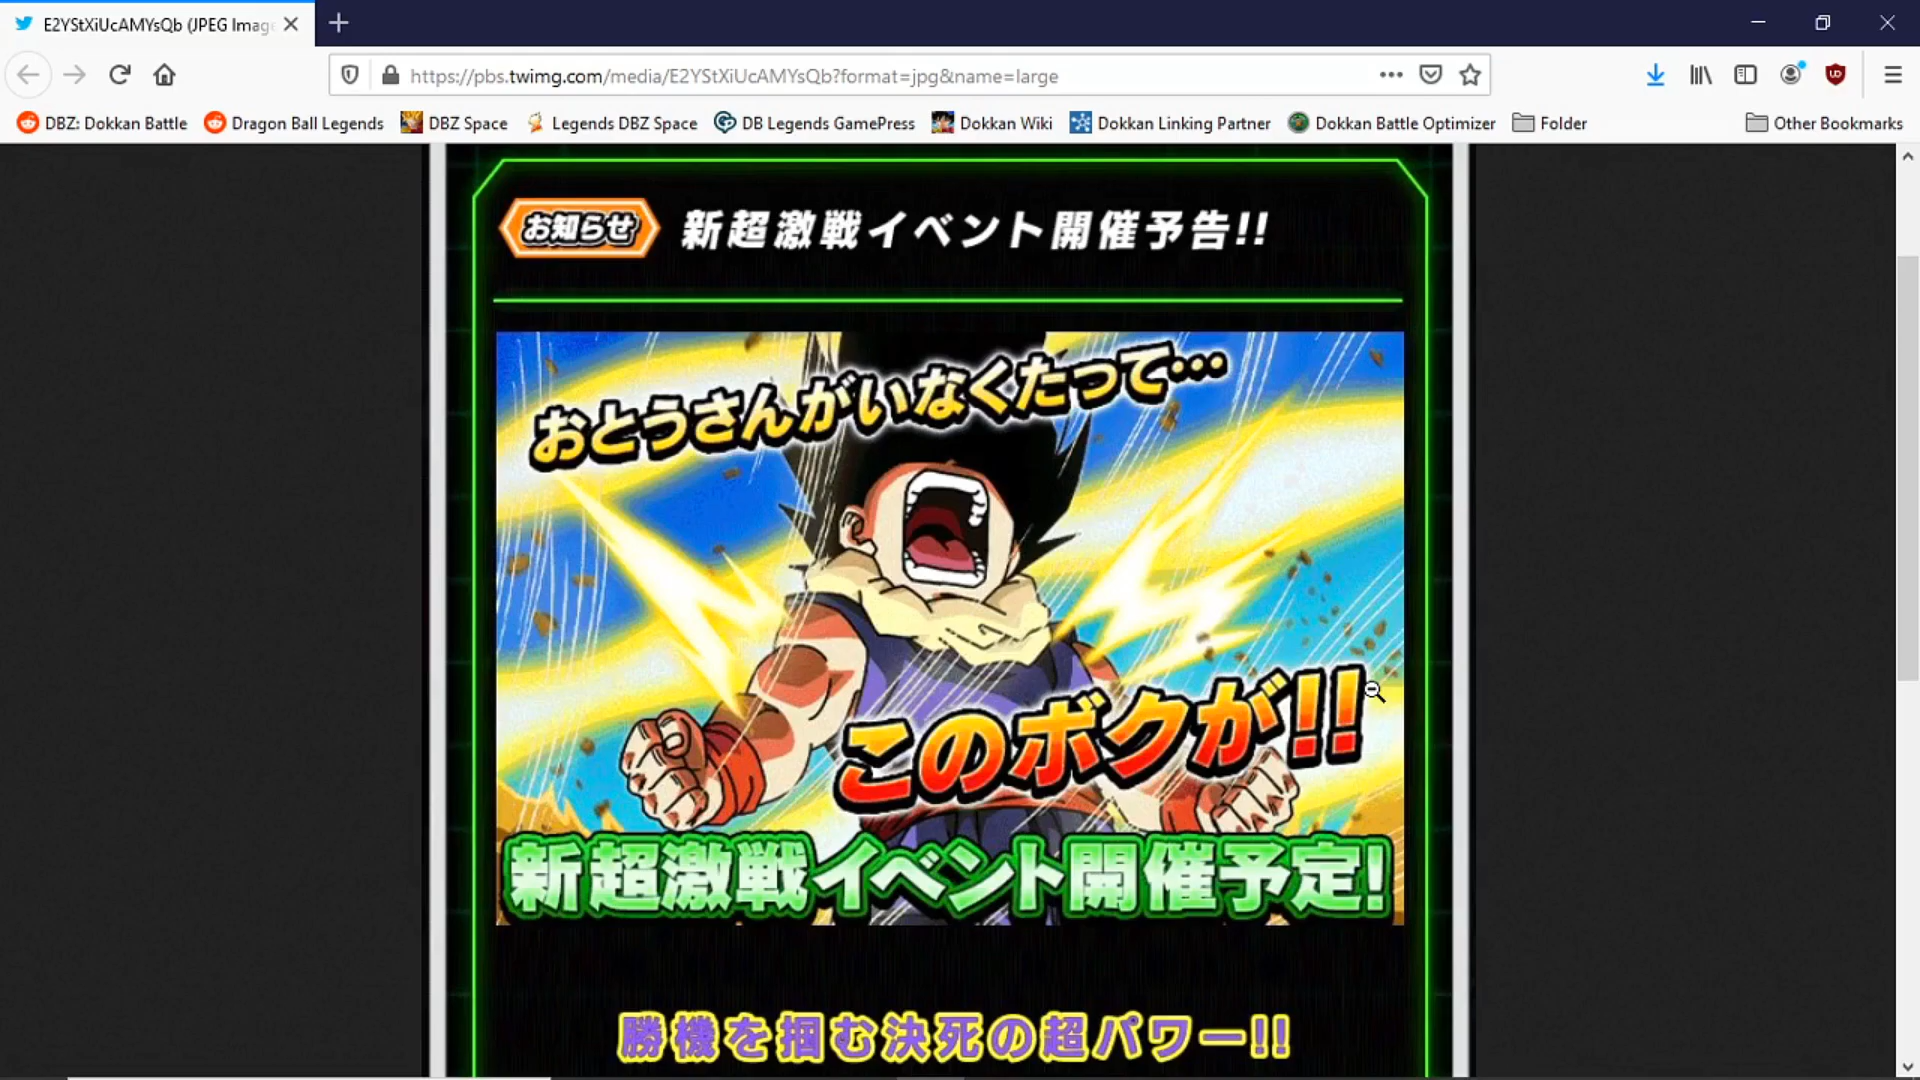 E2YStXiUcAMYsQb (JPEG Imag
https://pbs.twimg.com/media/E2YStXiUcAMYsQb?format=jpg&name=large
DBZ: Dokkan Battle
Dragon Ball Legends
DBZ Space
Legends DBZ Space
DB Legends GamePress
Dokkan Wiki
Dokkan Linking Partner
Dokkan Battle Optimizer
Folder
Other Bookmarks
お知らせ 新超激戦イベント開催予告!!
おとうさんがいなくたって…
このボクが!!
新超激戦イベント開催予定!
勝機を掴む決死の超パワー!!